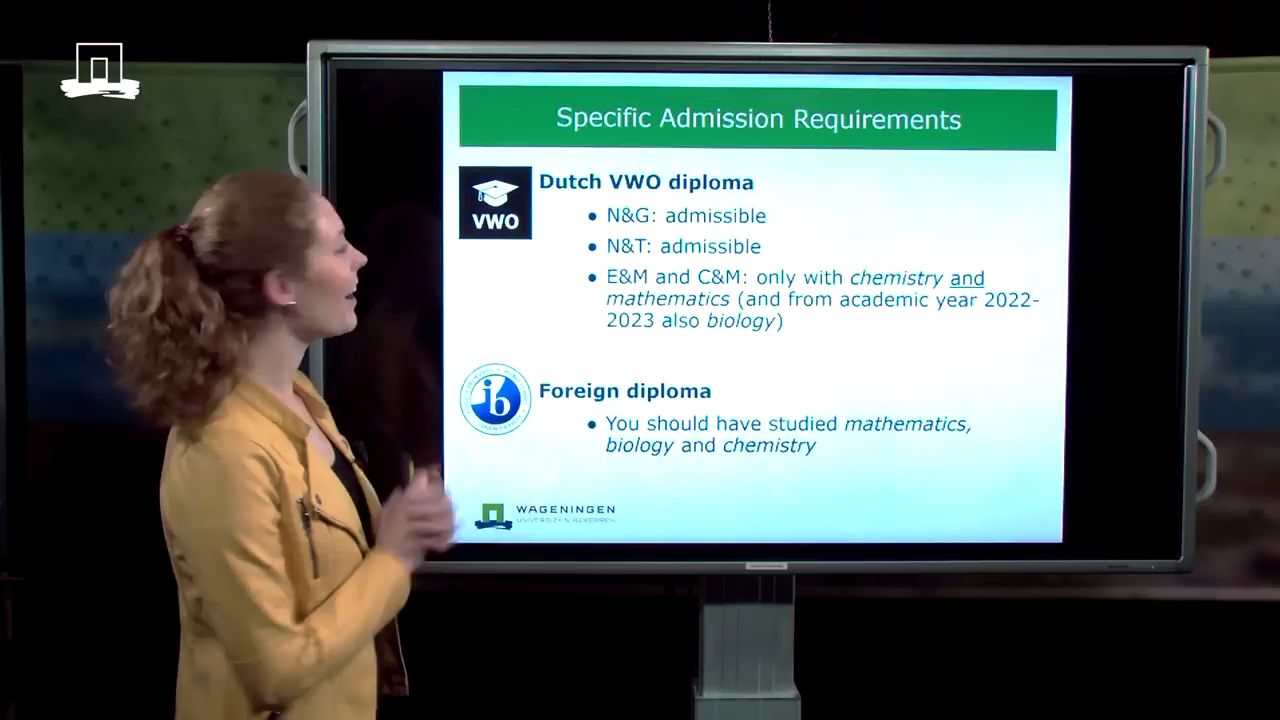 Specific Admission Requirements
VWO
Dutch VWO diploma
• N&G: admissible
• N&T: admissible
• E&M and C&M: only with chemistry and
mathematics (and from academic year 2022-
2023 also biology)
ib
Foreign diploma
• You should have studied mathematics,
biology and chemistry
WAGENINGEN
UNIVERSITY & RESEARCH